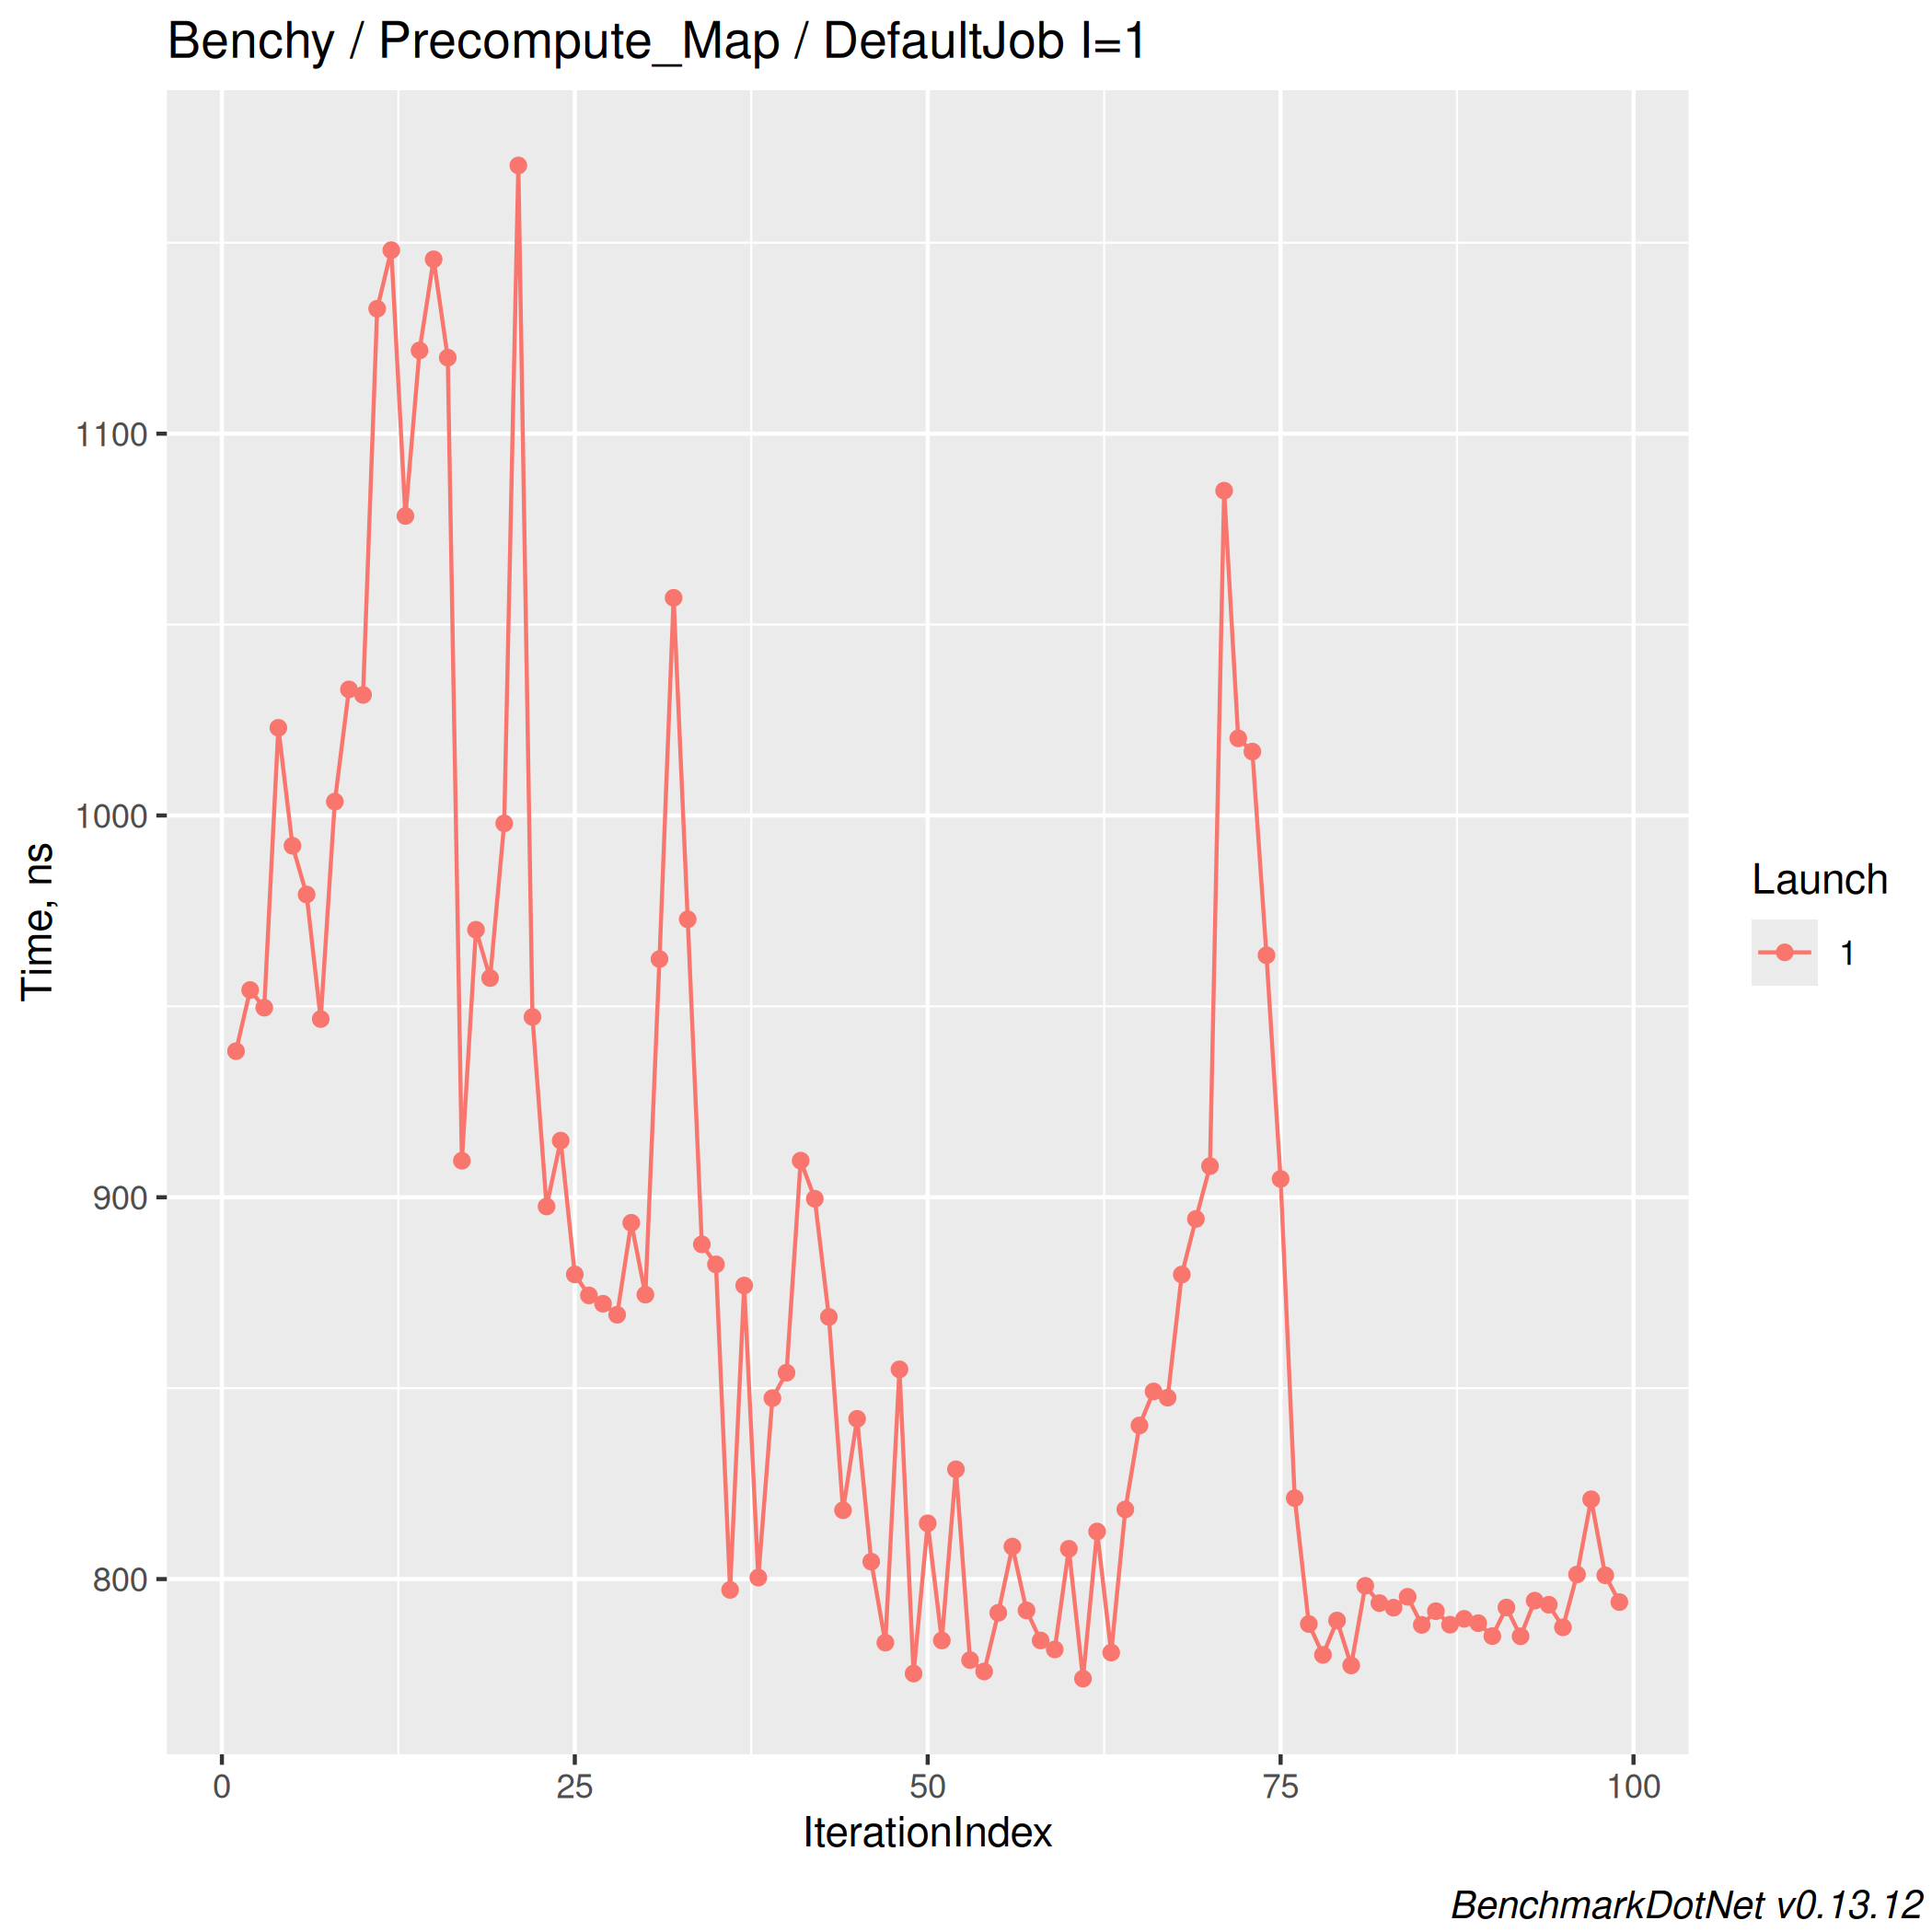 Benchy / Precompute_Map / DefaultJob I=1
Time, ns
1100
1000
900
800
0
25
50
75
100
IterationIndex
Launch
1
BenchmarkDotNet v0.13.12